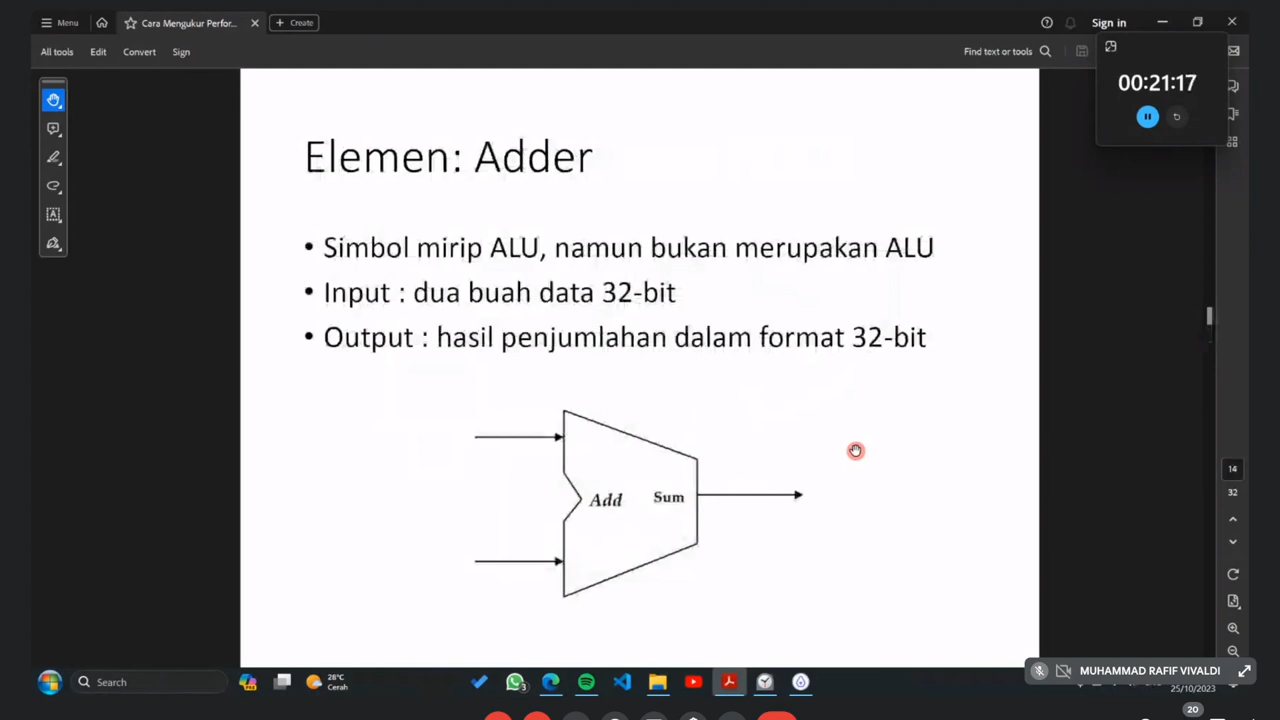 Menu
Cara Mengukur Perfor...
Create
Sign in
All tools
Edit
Convert
Sign
Find text or tools
00:21:17
Elemen: Adder
• Simbol mirip ALU, namun bukan merupakan ALU
• Input : dua buah data 32-bit
• Output : hasil penjumlahan dalam format 32-bit
Add
Sum
14
32
MUHAMMAD RAFIF VIVALDI
Search
28°C
Cerah
3
25/10/2023
20